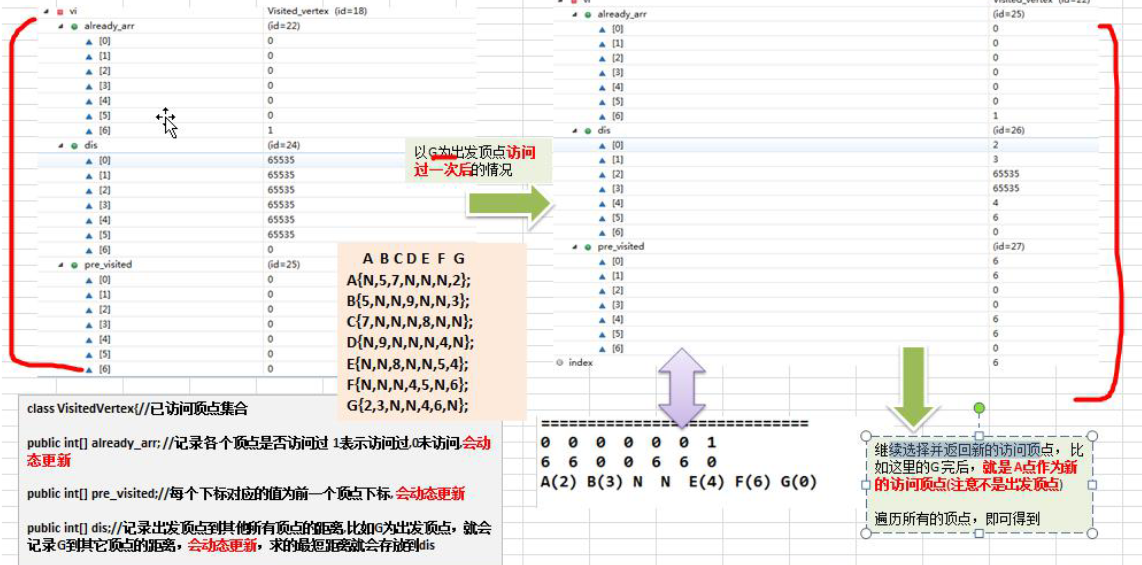 vi Visited_vertex (id=18)
already_arr (id=22)
[0] 0
[1] 0
[2] 0
[3] 0
[4] 0
[5] 0
[6] 1
dis (id=24)
[0] 65535
[1] 65535
[2] 65535
[3] 65535
[4] 65535
[5] 65535
[6] 0
pre_visited (id=25)
[0] 0
[1] 0
[2] 0
[3] 0
[4] 0
[5] 0
[6] 0
以G为出发顶点访问
过一次后的情况
A B C D E F G
A{N,5,7,N,N,N,2};
B{5,N,N,9,N,N,3};
C{7,N,N,N,8,N,N};
D{N,9,N,N,N,4,N};
E{N,N,8,N,N,5,4};
F{N,N,N,4,5,N,6};
G{2,3,N,N,4,6,N};
vi Visited_vertex (id=22)
already_arr (id=25)
[0] 0
[1] 0
[2] 0
[3] 0
[4] 0
[5] 0
[6] 1
dis (id=26)
[0] 2
[1] 3
[2] 65535
[3] 65535
[4] 4
[5] 6
[6] 0
pre_visited (id=27)
[0] 6
[1] 6
[2] 0
[3] 0
[4] 6
[5] 6
[6] 0
index 6
class VisitedVertex{//已访问顶点集合
public int[] already_arr; //记录各个顶点是否访问过 1表示访问过,0未访问,会动
态更新
public int[] pre_visited;//每个下标对应的值为前一个顶点下标, 会动态更新
public int[] dis;//记录出发顶点到其他所有顶点的距离,比如G为出发顶点，就会
记录G到其它顶点的距离，会动态更新，求的最短距离就会存放到dis
============================
0 0 0 0 0 0 1
6 6 0 0 6 6 0
A(2) B(3) N N E(4) F(6) G(0)
继续选择并返回新的访问顶点，比
如这里的G 完后，就是 A点作为新
的访问顶点(注意不是出发顶点)
遍历所有的顶点，即可得到